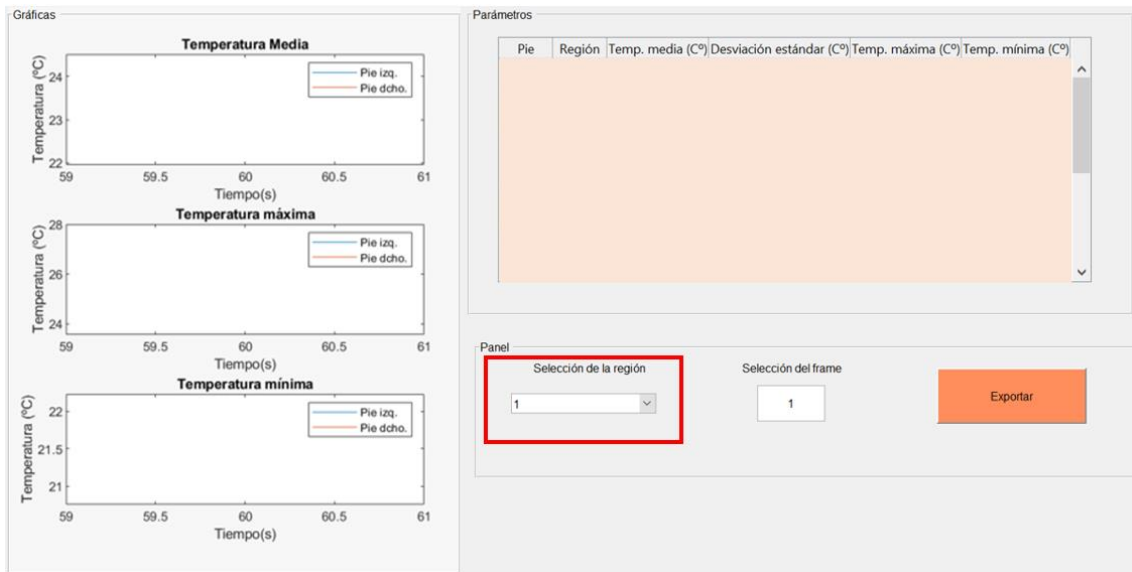 Gráficas
Temperatura Media
Temperatura (ºC)
24
23
22
Pie izq.
Pie dcho.
59 59.5 60 60.5 61
Tiempo(s)
Temperatura máxima
Temperatura (ºC)
28
26
24
Pie izq.
Pie dcho.
59 59.5 60 60.5 61
Tiempo(s)
Temperatura mínima
Temperatura (ºC)
22
21.5
21
Pie izq.
Pie dcho.
59 59.5 60 60.5 61
Tiempo(s)
Parámetros
Pie Región Temp. media (Cº) Desviación estándar (Cº) Temp. máxima (Cº) Temp. mínima (Cº)
Panel
Selección de la región Selección del frame
1 1 Exportar